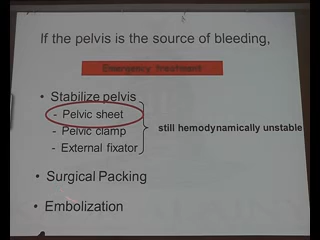 If the pelvis is the source of bleeding,
Emergency treatment
• Stabilize pelvis
- Pelvic sheet
- Pelvic clamp
- External fixator
still hemodynamically unstable
• Surgical Packing
• Embolization